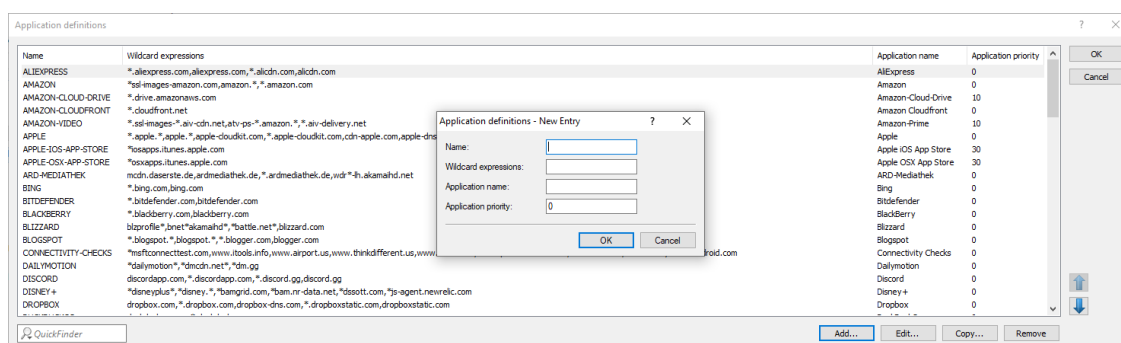 Application definitions ? ×
Name Wildcard expressions Application name Application priority OK
ALIEXPRESS *.aliexpress.com,aliexpress.com,*.alicdn.com,alicdn.com AliExpress 0 Cancel
AMAZON *ssl-images-amazon.com,amazon.*,*.amazon.com Amazon 0
AMAZON-CLOUD-DRIVE *.drive.amazonaws.com Amazon-Cloud-Drive 10
AMAZON-CLOUDFRONT *.cloudfront.net Amazon Cloudfront 0
AMAZON-VIDEO *.ssl-images-*.aiv-cdn.net,atv-ps-*.amazon.*,*.aiv-delivery.net Amazon-Prime 10
APPLE *.apple.*,apple.*,apple-cloudkit.com,*.apple-cloudkit.com,cdn-apple.com,apple-dns Apple 0
APPLE-IOS-APP-STORE *iosapps.itunes.apple.com Apple iOS App Store 30
APPLE-OSX-APP-STORE *osxapps.itunes.apple.com Apple OSX App Store 30
ARD-MEDIATHEK mcdn.daserste.de,ardmediathek.de,*.ardmediathek.de,wdr*-lh.akamaihd.net ARD-Mediathek 0
BING *.bing.com,bing.com Bing 0
BITDEFENDER *.bitdefender.com,bitdefender.com Bitdefender 0
BLACKBERRY *.blackberry.com,blackberry.com BlackBerry 0
BLIZZARD blzprofile*,bnet*akamaihd*,*battle.net*,blizzard.com Blizzard 0
BLOGSPOT *.blogspot.*,blogspot.*,*.blogger.com,blogger.com Blogspot 0
CONNECTIVITY-CHECKS *msftconnecttest.com,www.itools.info,www.airport.us,www.thinkdifferent.us,www. droid.com Connectivity Checks 0
DAILYMOTION *dailymotion*,*dmcdn.net*,*dm.gg Dailymotion 0
DISCORD discordapp.com,*.discordapp.com,*.discord.gg,discord.gg Discord 0
DISNEY+ *disneyplus*,*disney.*,*bamgrid.com,*bam.nr-data.net,*dssott.com,*js-agent.newrelic.com Disney+ 0
DROPBOX dropbox.com,*.dropbox.com,dropbox-dns.com,*.dropboxstatic.com,dropboxstatic.com Dropbox 0
QuickFinder Add... Edit... Copy... Remove
Application definitions - New Entry ? ×
Name:
Wildcard expressions:
Application name:
Application priority: 0
OK Cancel